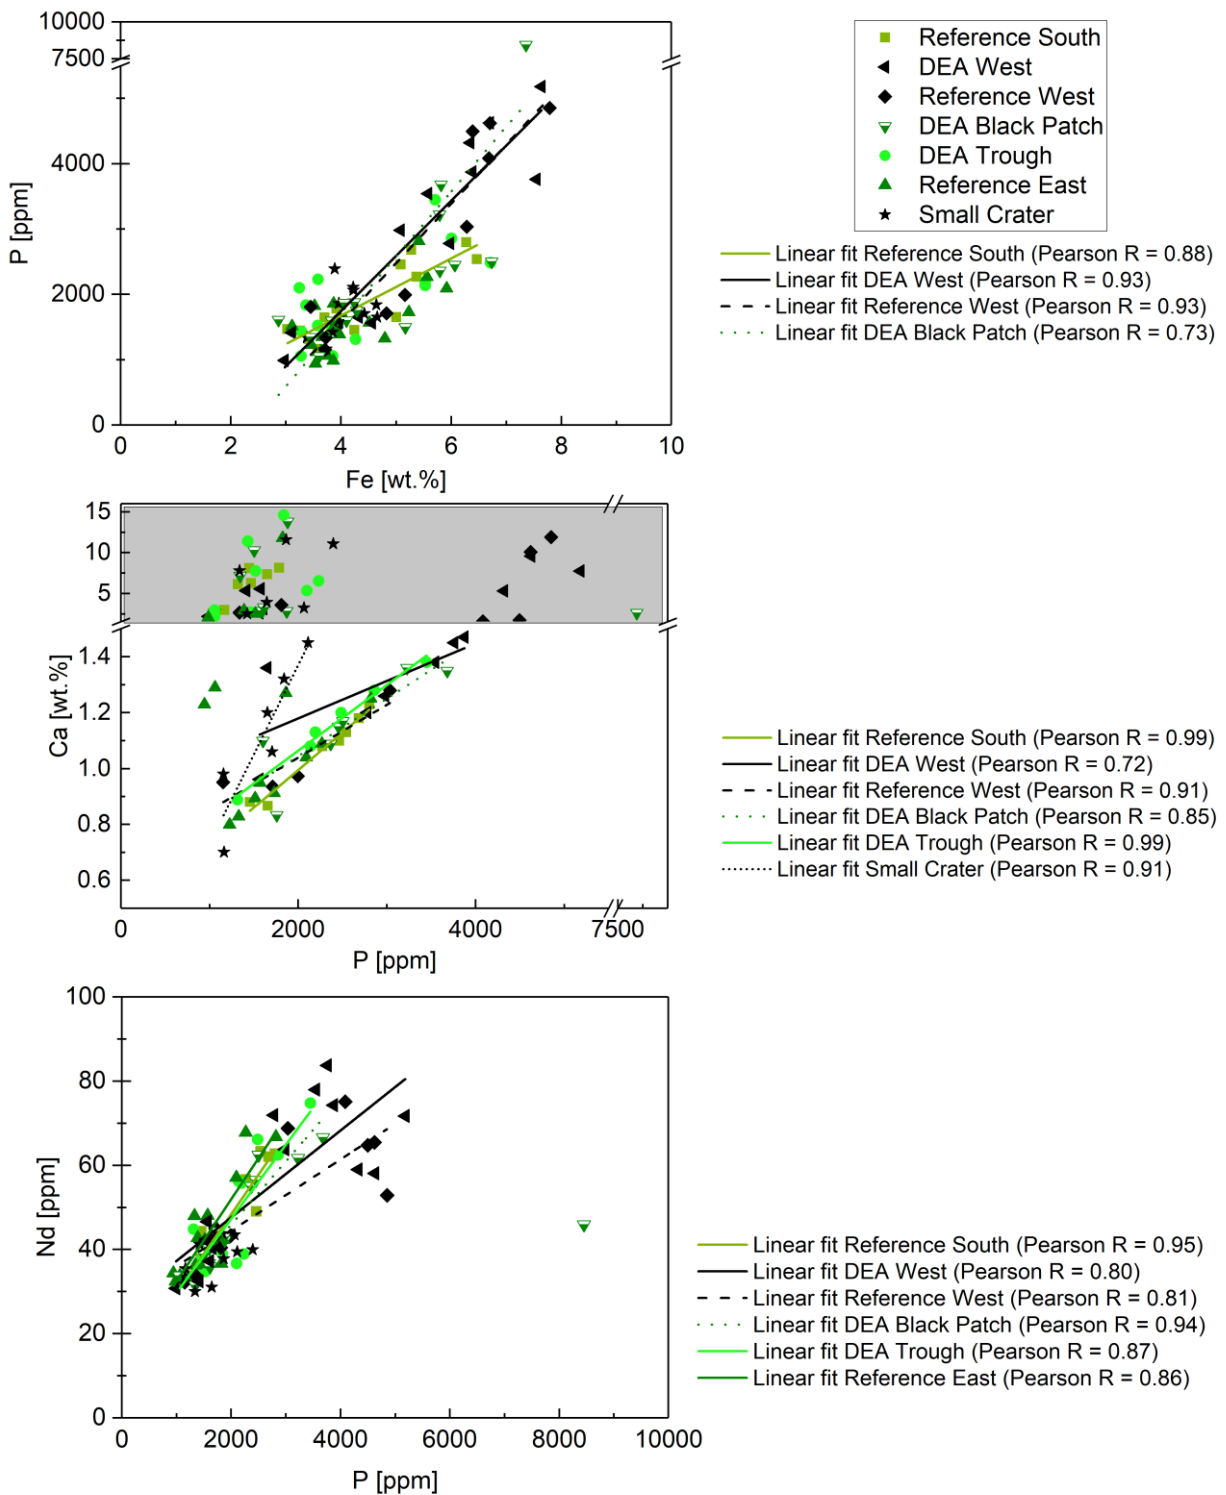 10000
7500
4000
2000
0
P [ppm]
0 2 4 6 8 10
Fe [wt.%]
Reference South
DEA West
Reference West
DEA Black Patch
DEA Trough
Reference East
Small Crater
Linear fit Reference South (Pearson R = 0.88)
Linear fit DEA West (Pearson R = 0.93)
Linear fit Reference West (Pearson R = 0.93)
Linear fit DEA Black Patch (Pearson R = 0.73)
15
10
5
1.4
1.2
1.0
0.8
0.6
Ca [wt.%]
0 2000 4000 7500
P [ppm]
Linear fit Reference South (Pearson R = 0.99)
Linear fit DEA West (Pearson R = 0.72)
Linear fit Reference West (Pearson R = 0.91)
Linear fit DEA Black Patch (Pearson R = 0.85)
Linear fit DEA Trough (Pearson R = 0.99)
Linear fit Small Crater (Pearson R = 0.91)
100
80
60
40
20
0
Nd [ppm]
0 2000 4000 6000 8000 10000
P [ppm]
Linear fit Reference South (Pearson R = 0.95)
Linear fit DEA West (Pearson R = 0.80)
Linear fit Reference West (Pearson R = 0.81)
Linear fit DEA Black Patch (Pearson R = 0.94)
Linear fit DEA Trough (Pearson R = 0.87)
Linear fit Reference East (Pearson R = 0.86)